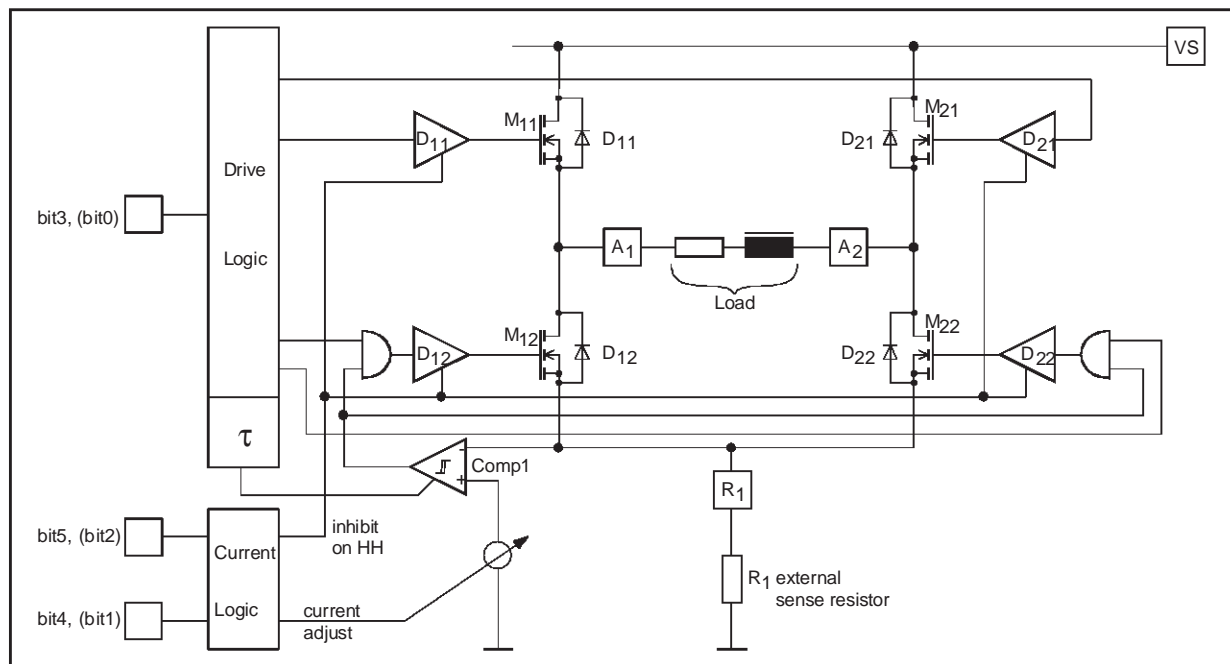 VS
M11
D11
D11
D21
M21
D21
Drive
Logic
bit3, (bit0)
A1
A2
Load
M12
D12
D12
D22
M22
D22
τ
-
+
Comp1
R1
bit5, (bit2)
inhibit
on HH
Current
Logic
bit4, (bit1)
current
adjust
R1 external
sense resistor